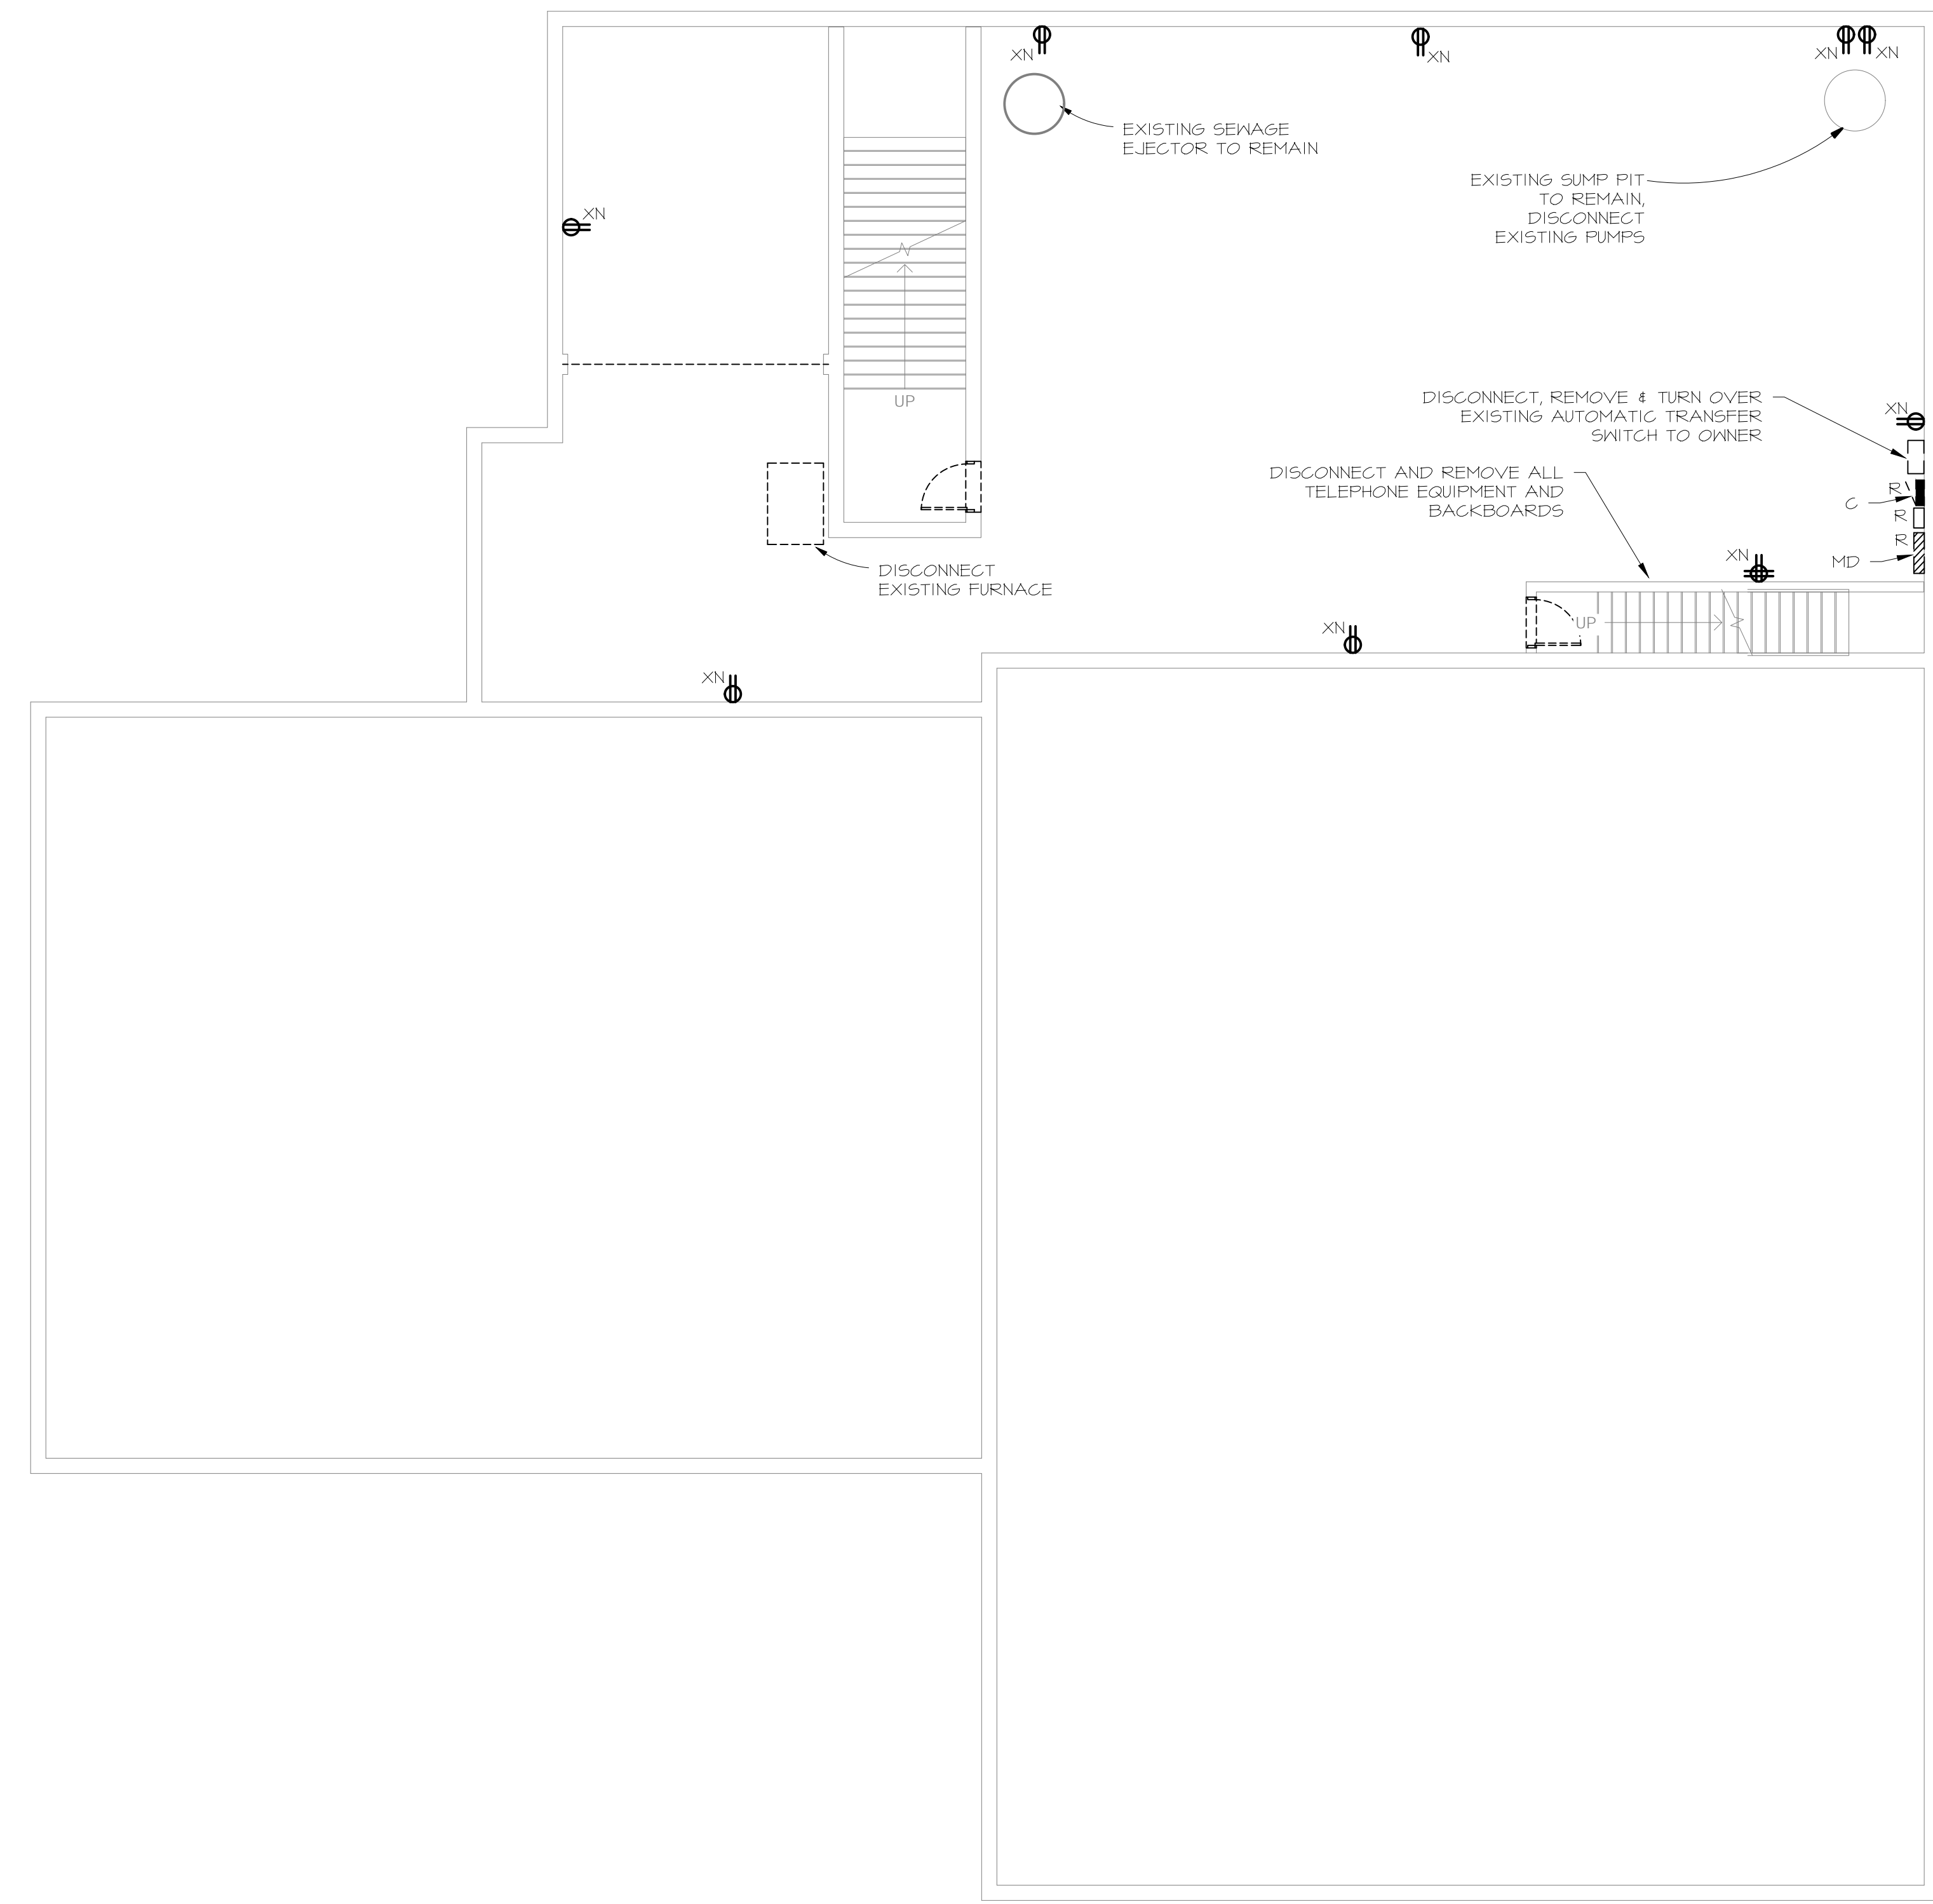 XN
XN
XN
XN
EXISTING SEWAGE
EJECTOR TO REMAIN
EXISTING SUMP PIT
TO REMAIN,
DISCONNECT
EXISTING PUMPS
XN
UP
DISCONNECT, REMOVE & TURN OVER
EXISTING AUTOMATIC TRANSFER
SWITCH TO OWNER
XN
DISCONNECT AND REMOVE ALL
TELEPHONE EQUIPMENT AND
BACKBOARDS
R
C
R
R
MD
XN
DISCONNECT
EXISTING FURNACE
UP
XN
XN